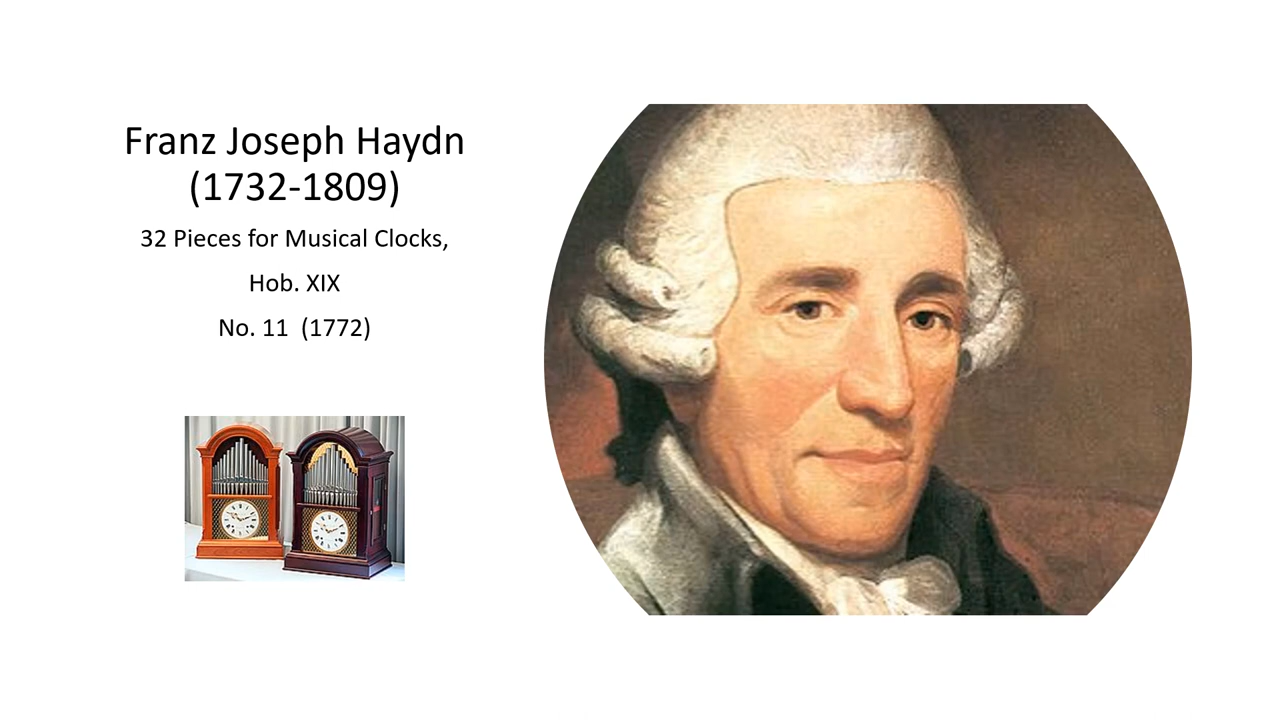 Franz Joseph Haydn
(1732-1809)
32 Pieces for Musical Clocks,
Hob. XIX
No. 11 (1772)